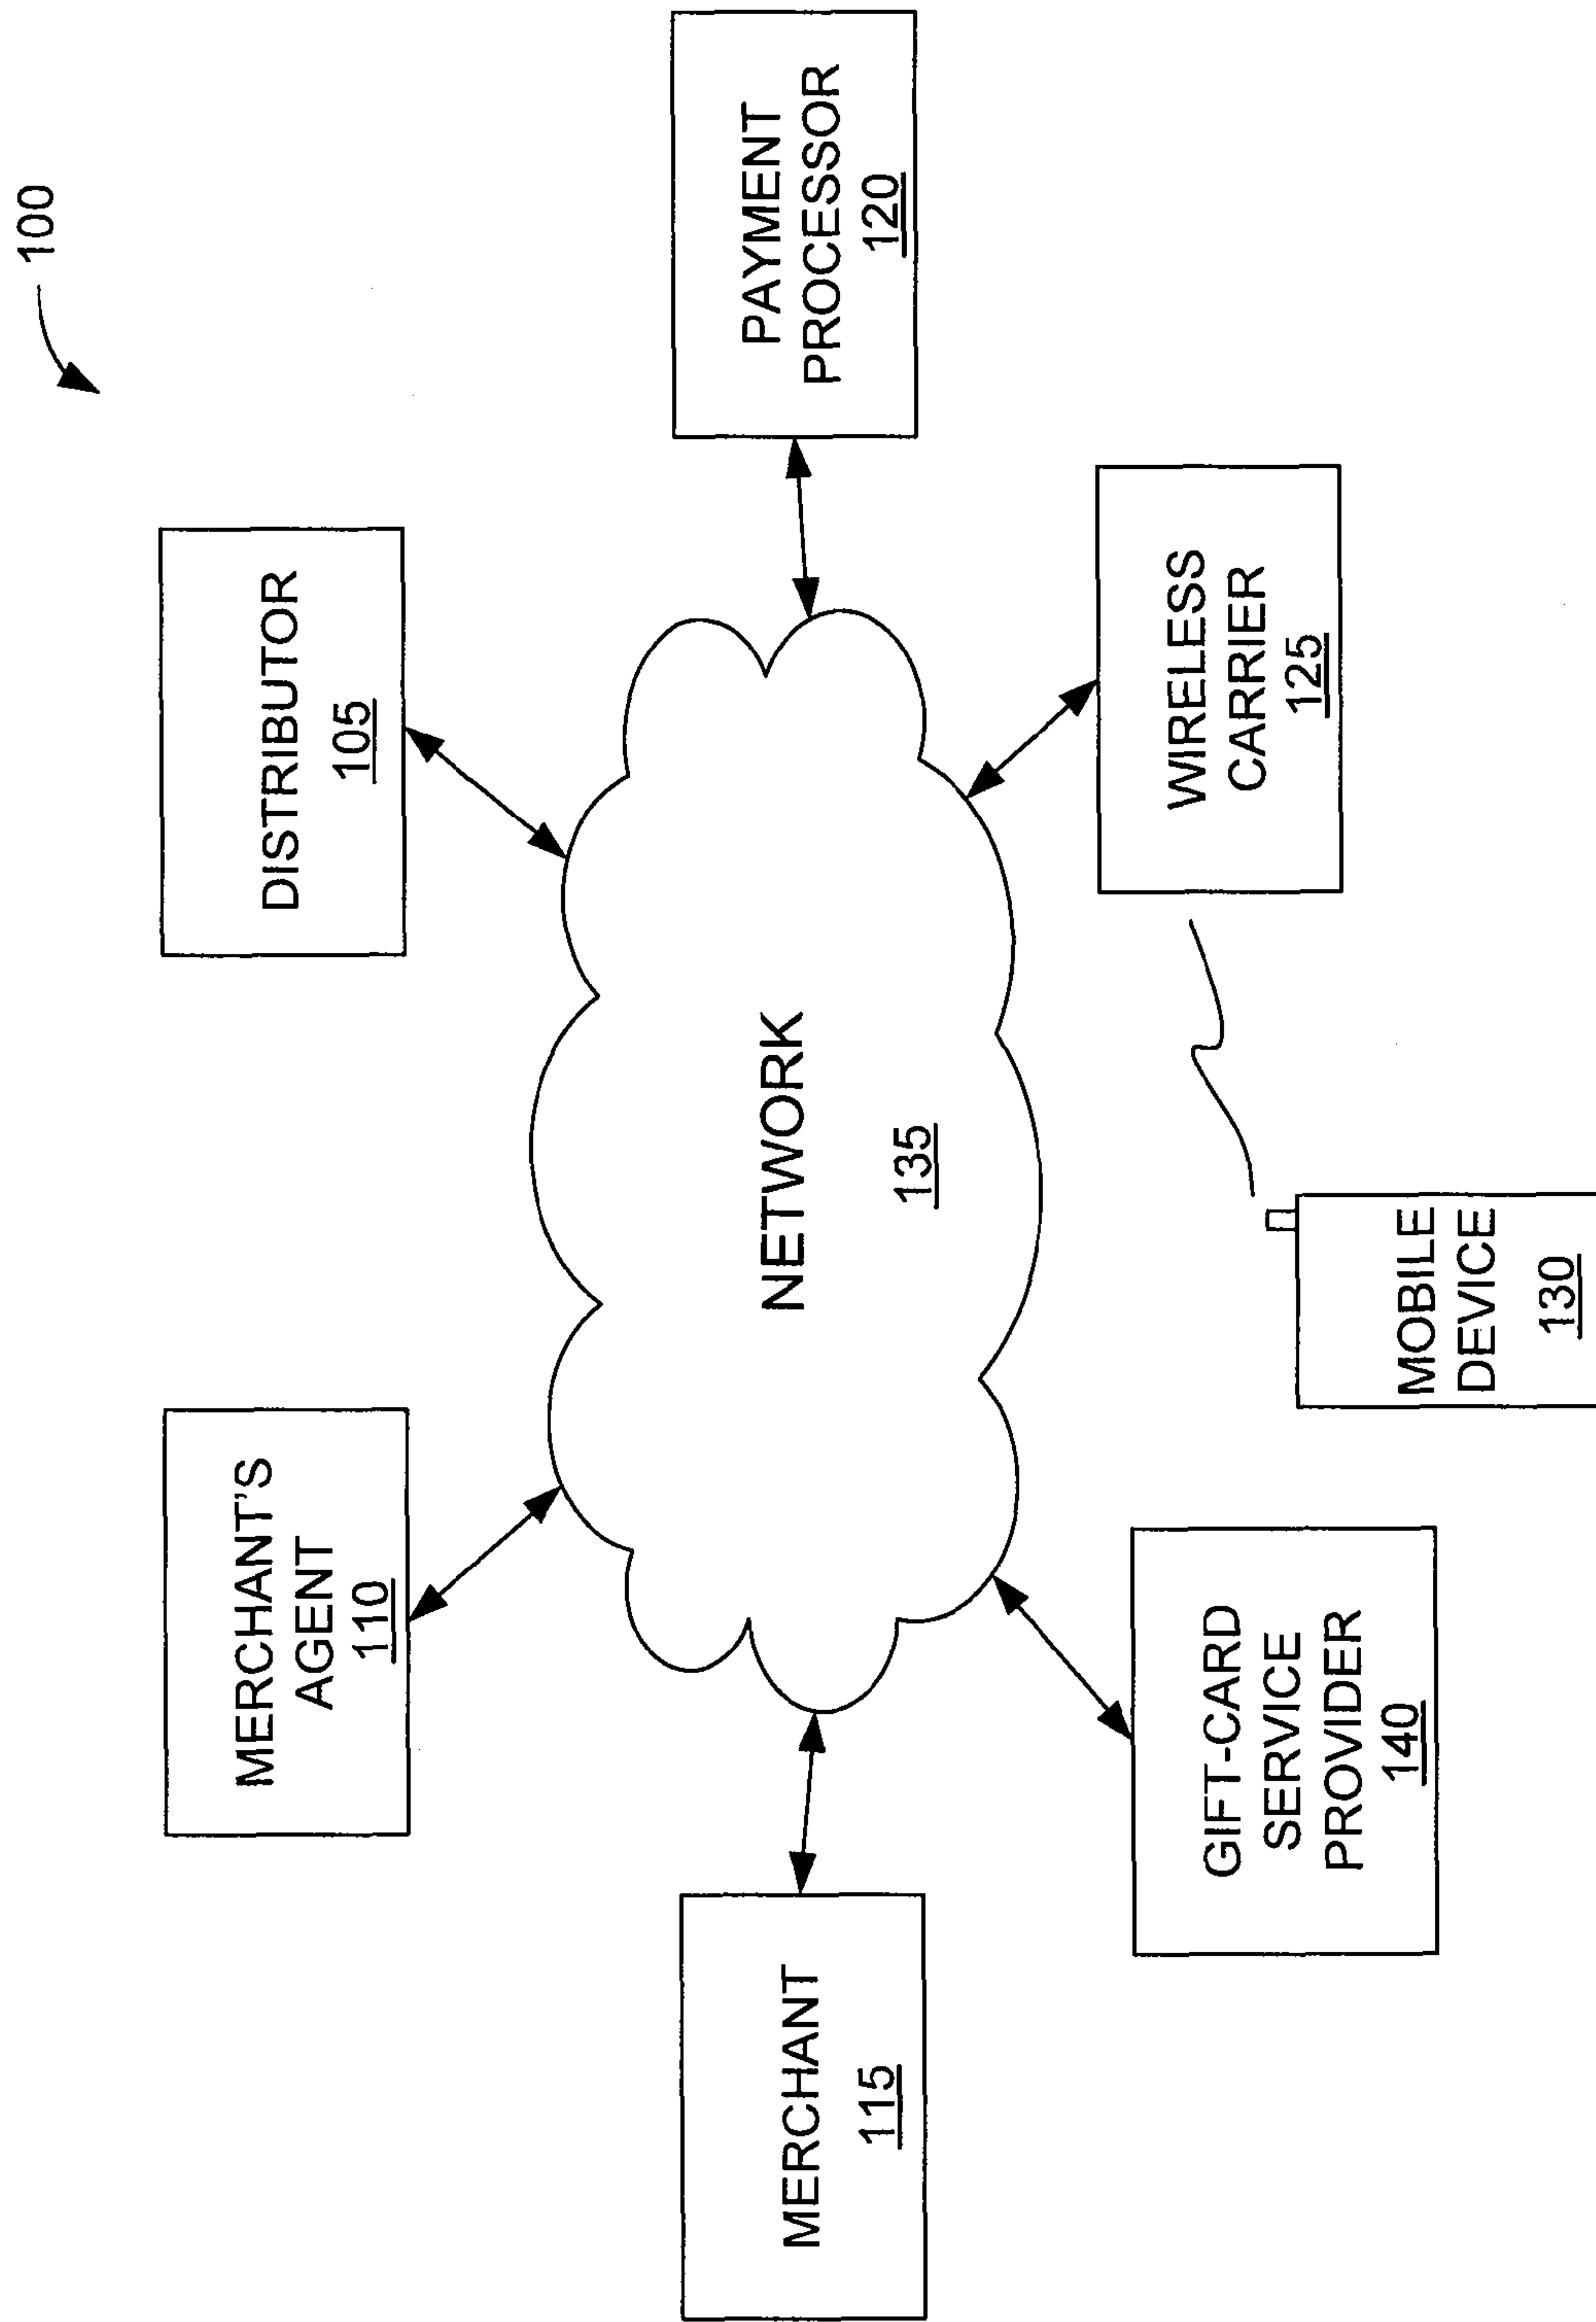 100
MERCHANT'S
AGENT
110
DISTRIBUTOR
105
MERCHANT
115
NETWORK
135
PAYMENT
PROCESSOR
120
GIFT-CARD
SERVICE
PROVIDER
140
MOBILE
DEVICE
130
WIRELESS
CARRIER
125